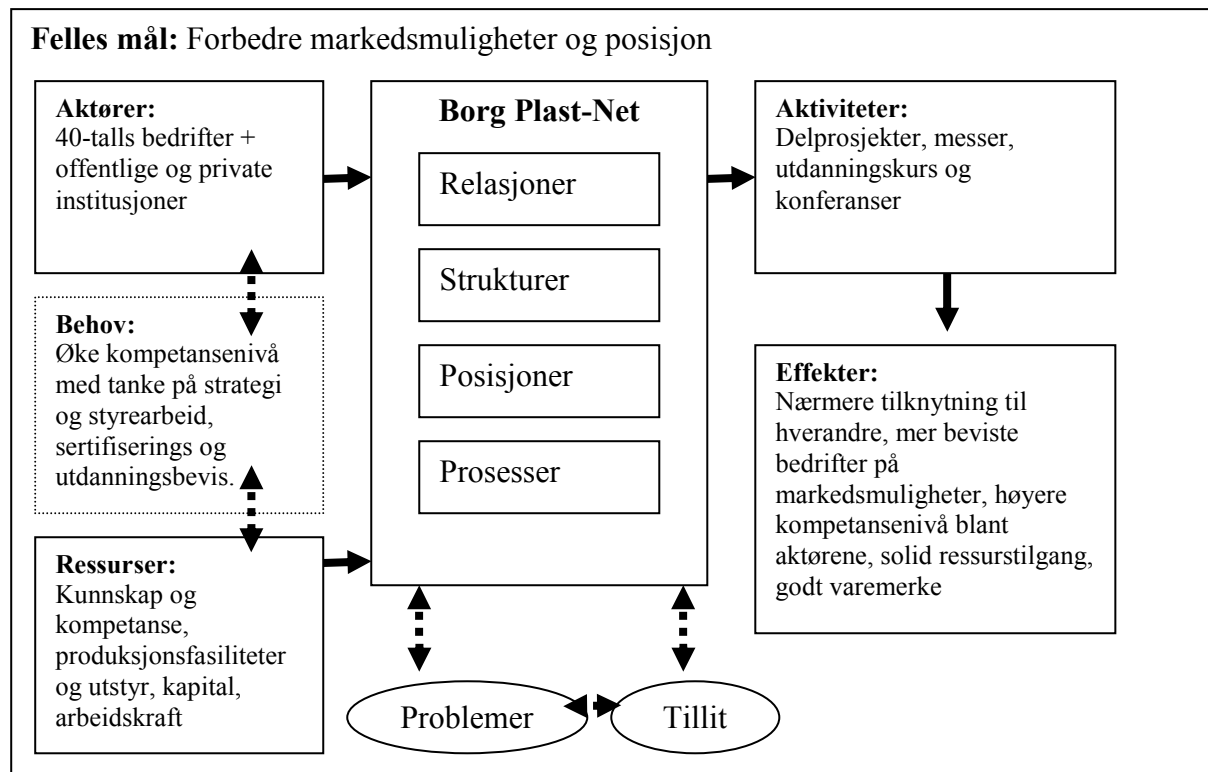 Felles mål: Forbedre markedsmuligheter og posisjon
Aktører:
40-talls bedrifter +
offentlige og private
institusjoner
Behov:
Øke kompetansenivå
med tanke på strategi
og styrearbeid,
sertifiserings og
utdanningsbevis.
Ressurser:
Kunnskap og
kompetanse,
produksjonsfasiliteter
og utstyr, kapital,
arbeidskraft
Borg Plast-Net
Relasjoner
Strukturer
Posisjoner
Prosesser
Problemer
Tillit
Aktiviteter:
Delprosjekter, messer,
utdanningskurs og
konferanser
Effekter:
Nærmere tilknytning til
hverandre, mer beviste
bedrifter på
markedsmuligheter, høyere
kompetansenivå blant
aktørene, solid ressurstilgang,
godt varemerke